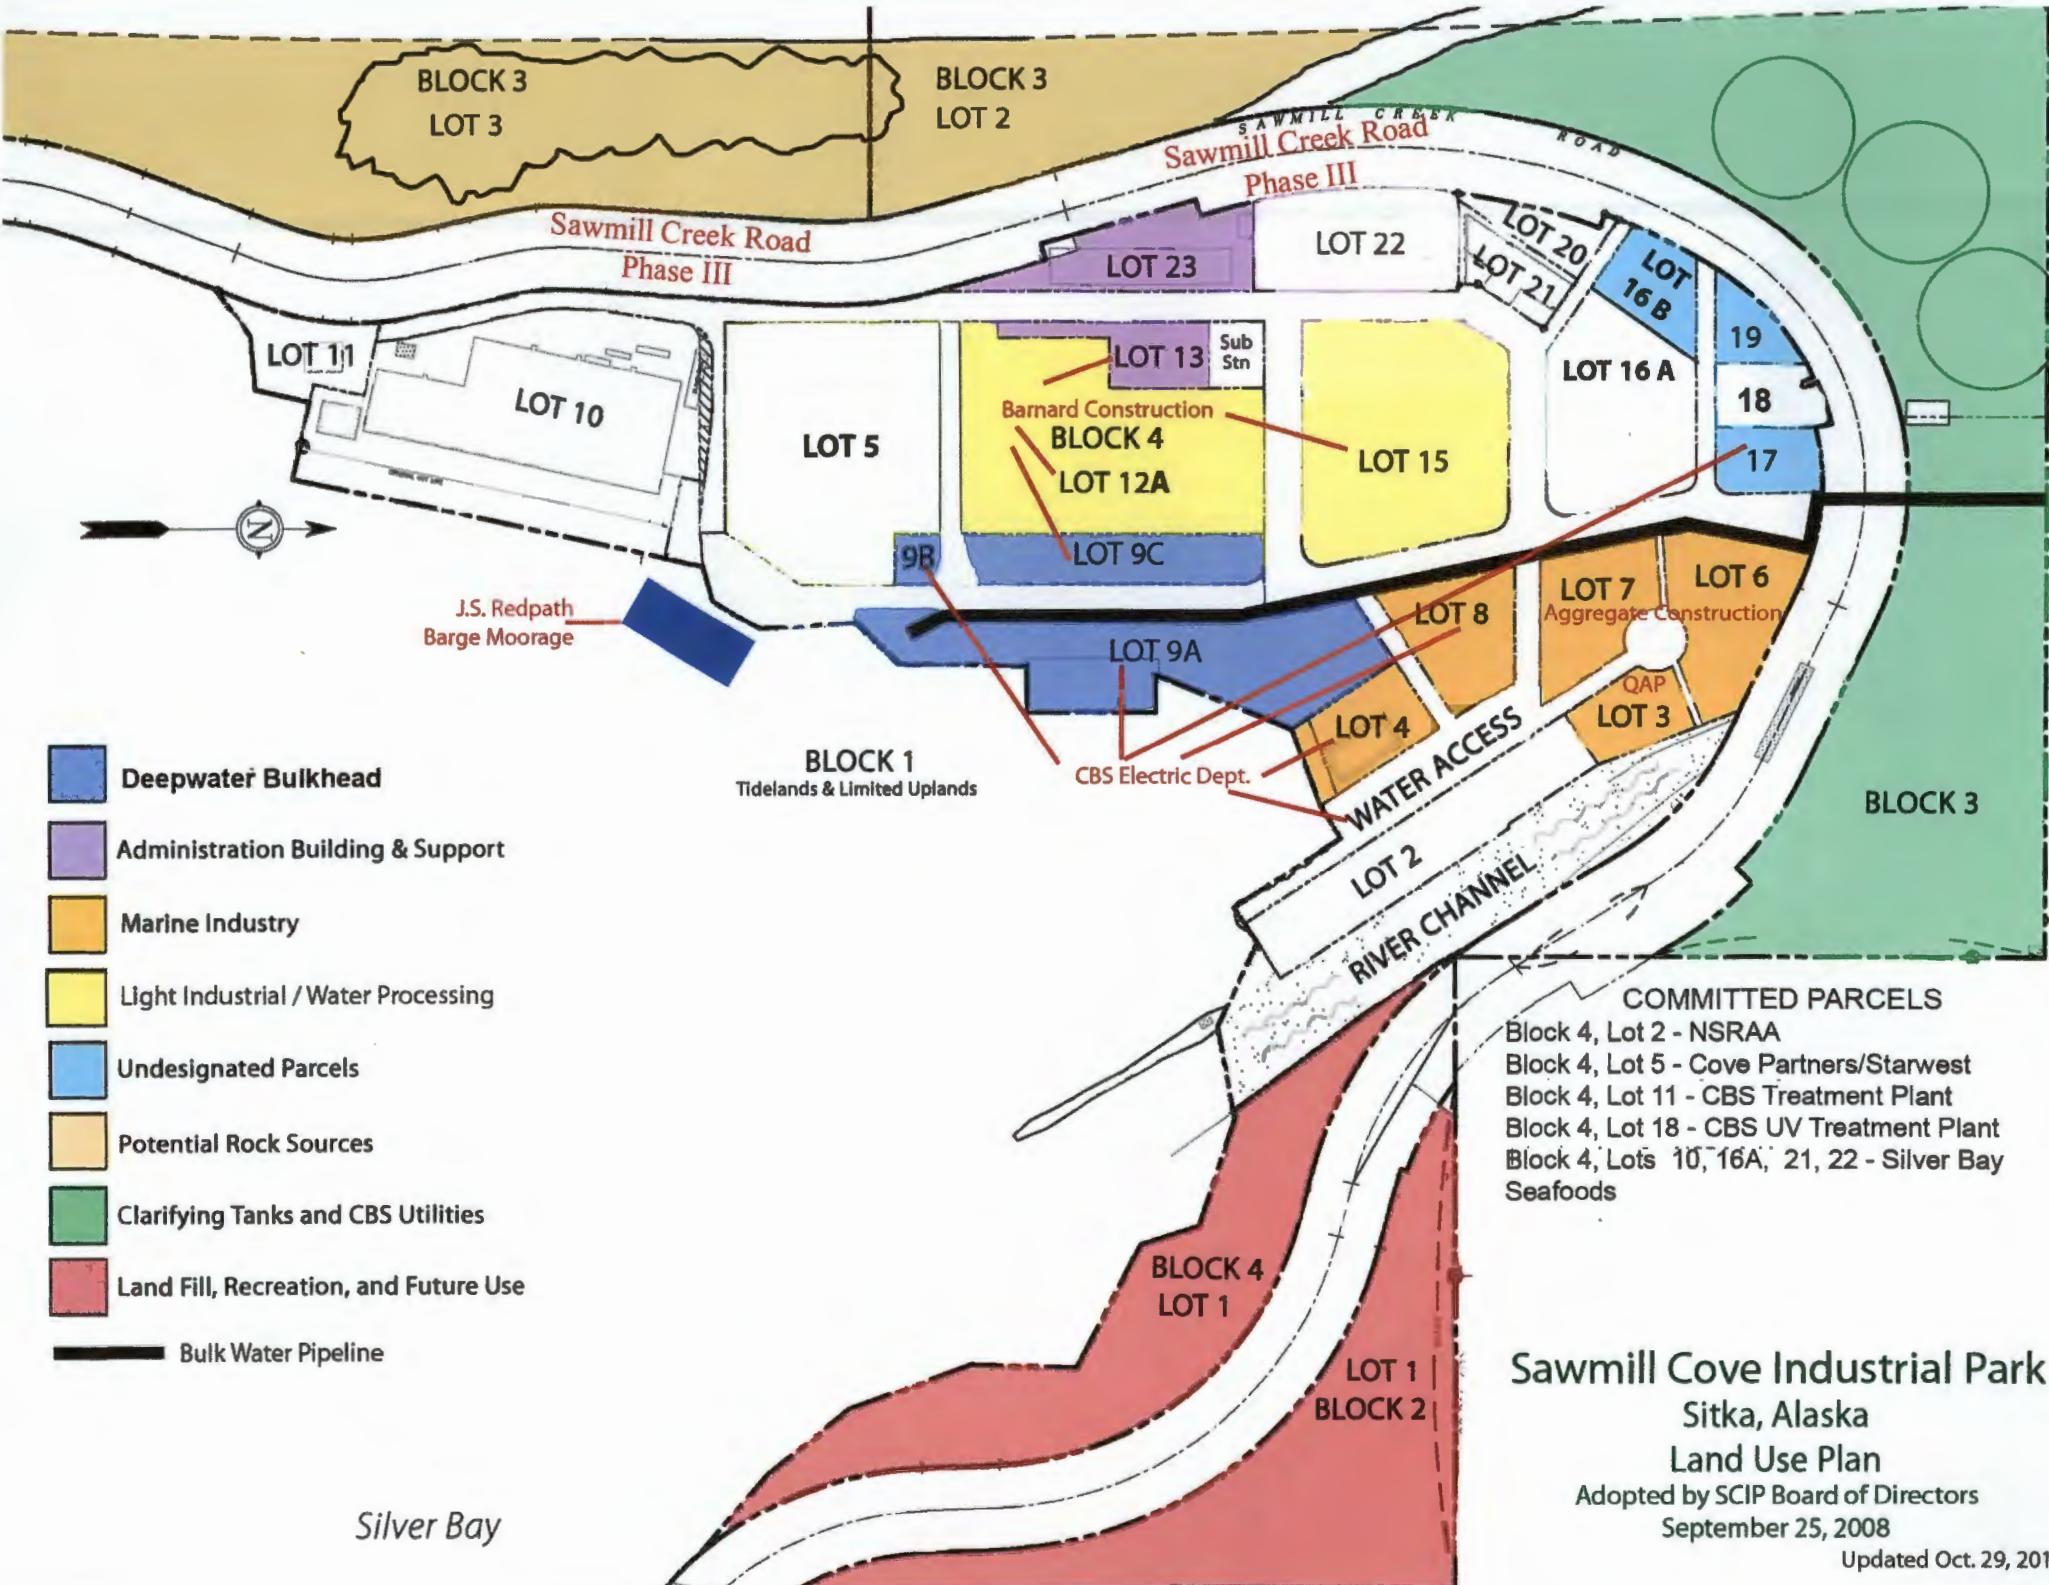 BLOCK 3
LOT 3
BLOCK 3
LOT 2
SAWMILL CREEK ROAD
Sawmill Creek Road
Phase III
Sawmill Creek Road
Phase III
LOT 23
LOT 22
LOT 20
LOT 21
LOT
16 B
19
18
17
LOT 16 A
LOT 11
LOT 10
LOT 5
LOT 13
Sub
Stn
Barnard Construction
BLOCK 4
LOT 12A
LOT 15
9B
LOT 9C
N
J.S. Redpath
Barge Moorage
LOT 9A
LOT 8
LOT 7
LOT 6
Aggregate Construction
QAP
LOT 3
LOT 4
CBS Electric Dept.
WATER ACCESS
LOT 2
RIVER CHANNEL
BLOCK 1
Tidelands & Limited Uplands
BLOCK 3
Deepwater Bulkhead
Administration Building & Support
Marine Industry
Light Industrial / Water Processing
Undesignated Parcels
Potential Rock Sources
Clarifying Tanks and CBS Utilities
Land Fill, Recreation, and Future Use
Bulk Water Pipeline
COMMITTED PARCELS
Block 4, Lot 2 - NSRAA
Block 4, Lot 5 - Cove Partners/Starwest
Block 4, Lot 11 - CBS Treatment Plant
Block 4, Lot 18 - CBS UV Treatment Plant
Block 4, Lots 10, 16A, 21, 22 - Silver Bay
Seafoods
BLOCK 4
LOT 1
LOT 1
BLOCK 2
Silver Bay
Sawmill Cove Industrial Park
Sitka, Alaska
Land Use Plan
Adopted by SCIP Board of Directors
September 25, 2008
Updated Oct. 29, 201